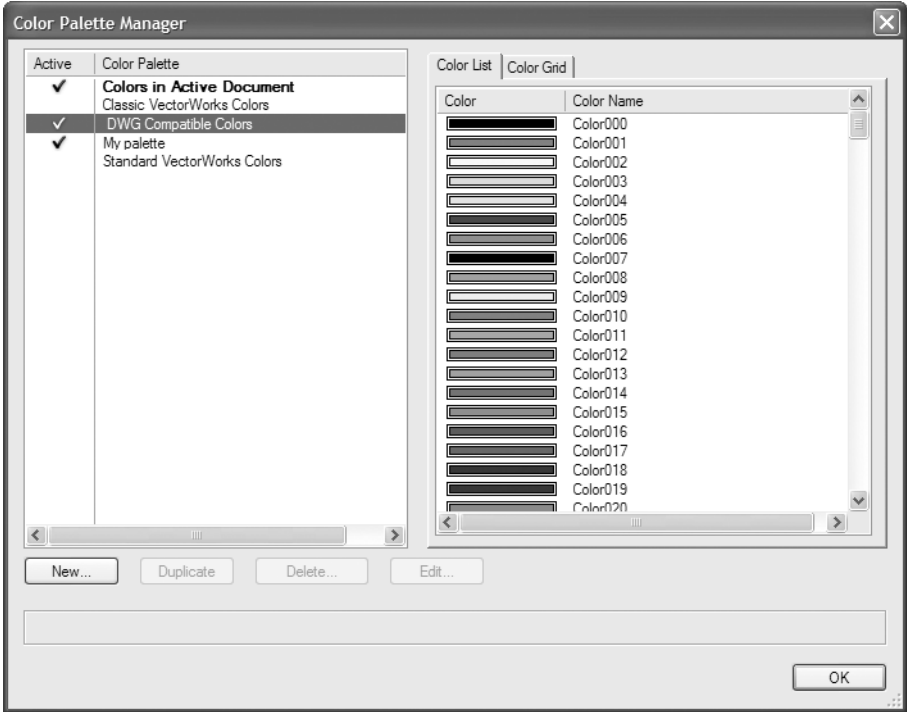 Color Palette Manager
Active Color Palette
Colors in Active Document
Classic VectorWorks Colors
DWG Compatible Colors
My palette
Standard VectorWorks Colors
Color List Color Grid
Color Color Name
Color000
Color001
Color002
Color003
Color004
Color005
Color006
Color007
Color008
Color009
Color010
Color011
Color012
Color013
Color014
Color015
Color016
Color017
Color018
Color019
Color020
New... Duplicate Delete... Edit...
OK